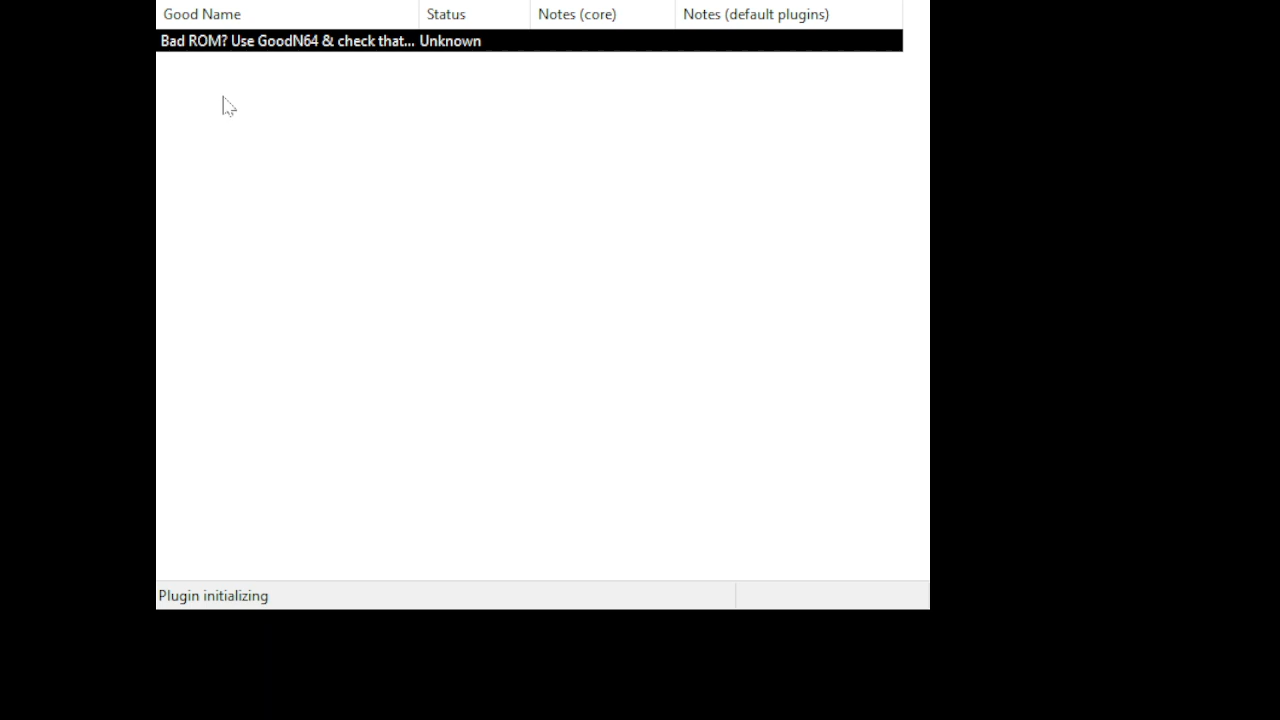 Good Name Status Notes (core) Notes (default plugins)
Bad ROM? Use GoodN64 & check that... Unknown
Plugin initializing